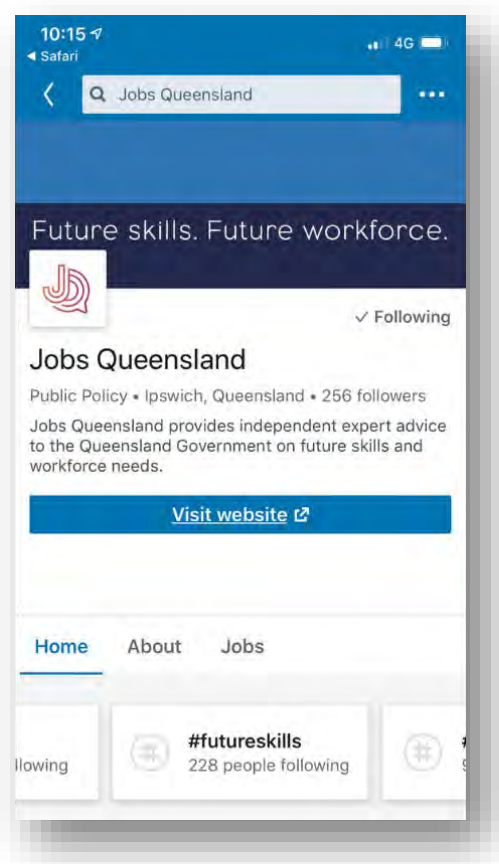 10:15
Safari
4G
Jobs Queensland
Future skills. Future workforce.
Following
Jobs Queensland
Public Policy • Ipswich, Queensland • 256 followers
Jobs Queensland provides independent expert advice
to the Queensland Government on future skills and
workforce needs.
Visit website
Home About Jobs
#futureskills
llowing 228 people following